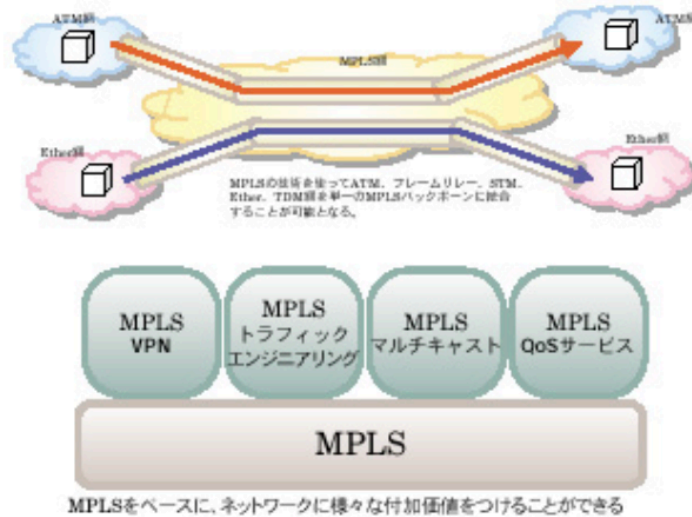 ATM網
ATM網
MPLS網
Ether網
Ether網
MPLSの技術を使ってATM、フレームリレー、STM、
Ether、TDM網を単一のMPLSバックボーンに統合
することが可能となる。
MPLS
VPN
MPLS
トラフィック
エンジニアリング
MPLS
マルチキャスト
MPLS
QoSサービス
MPLS
MPLSをベースに、ネットワークに様々な付加価値をつけることができる